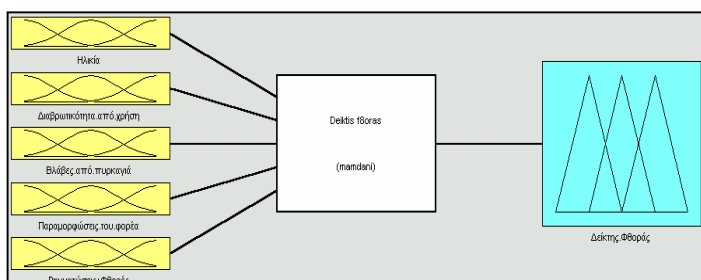 Ηλικία
Διαβρωτικότητα.από.χρήση
Βλάβες.από.πυρκαγιά
Παραμορφώσεις.του.φορέα
Deiktis f8oras
(mamdani)
Δείκτης.Φθοράς